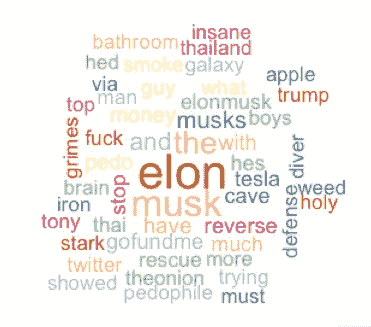 insane
bathroom thailand
hed smoke galaxy
via guy what apple
top man elonmusk trump
money musks boys
grimes fuck and the with
pedo elon hes diver
brain stop tesla weed
iron musk cave defense holy
tony thai have reverse
stark gofundme much
twitter rescue more
showed theonion trying
pedophile must